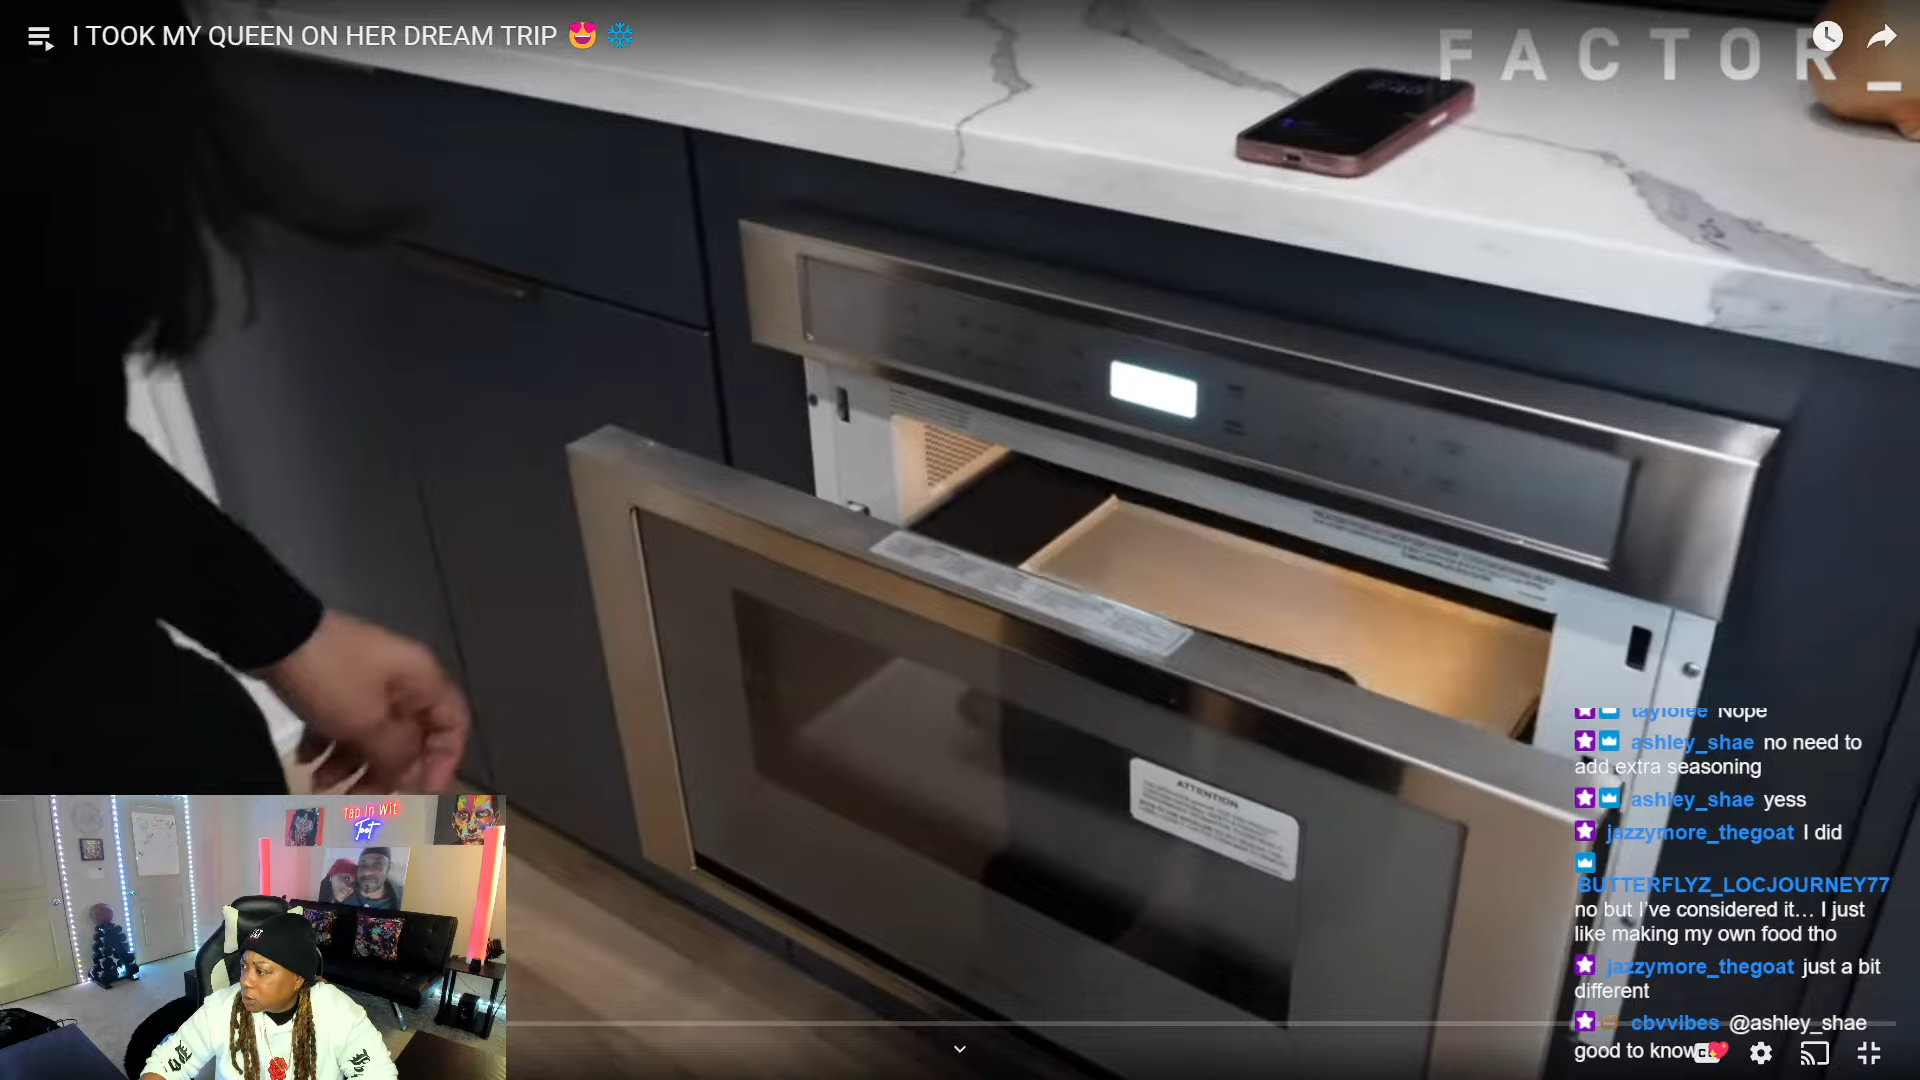 I TOOK MY QUEEN ON HER DREAM TRIP 😍 ❄️
FACTOR_
ATTENTION
Tap In Wit
Toot
taylolee Nope
ashley_shae no need to
add extra seasoning
ashley_shae yess
jazzymore_thegoat I did
BUTTERFLYZ_LOCJOURNEY77
no but I've considered it... I just
like making my own food tho
jazzymore_thegoat just a bit
different
cbvvibes @ashley_shae
good to know